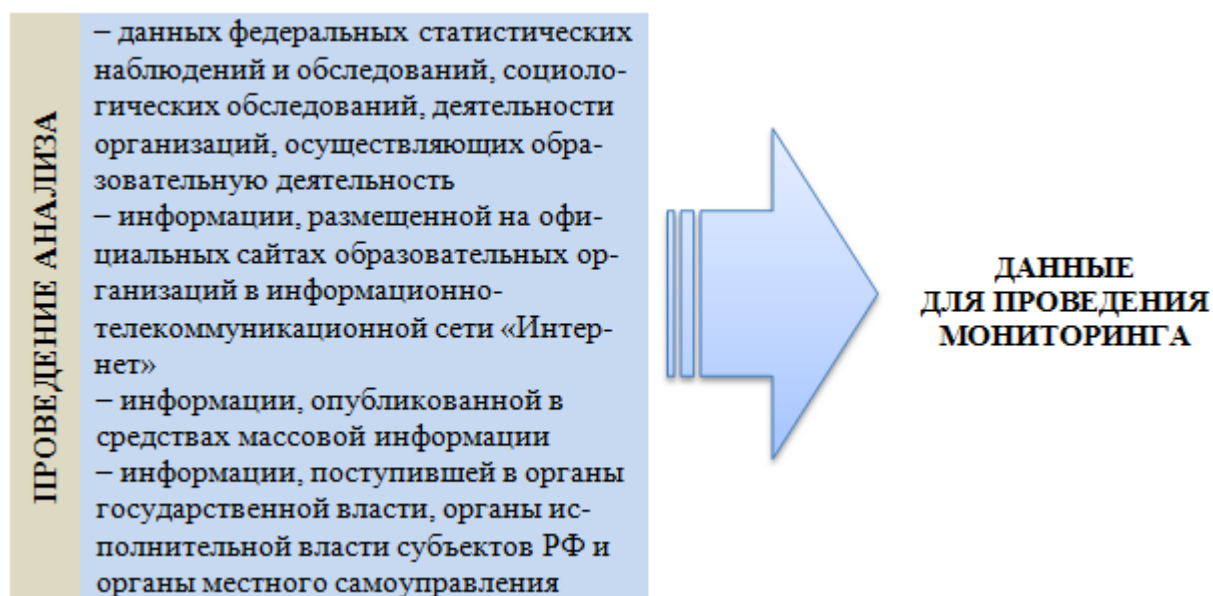 ПРОВЕДЕНИЕ АНАЛИЗА
– данных федеральных статистических
наблюдений и обследований, социоло-
гических обследований, деятельности
организаций, осуществляющих обра-
зовательную деятельность
– информации, размещенной на офи-
циальных сайтах образовательных ор-
ганизаций в информационно-
телекоммуникационной сети «Интер-
нет»
– информации, опубликованной в
средствах массовой информации
– информации, поступившей в органы
государственной власти, органы ис-
полнительной власти субъектов РФ и
органы местного самоуправления
ДАННЫЕ
ДЛЯ ПРОВЕДЕНИЯ
МОНИТОРИНГА